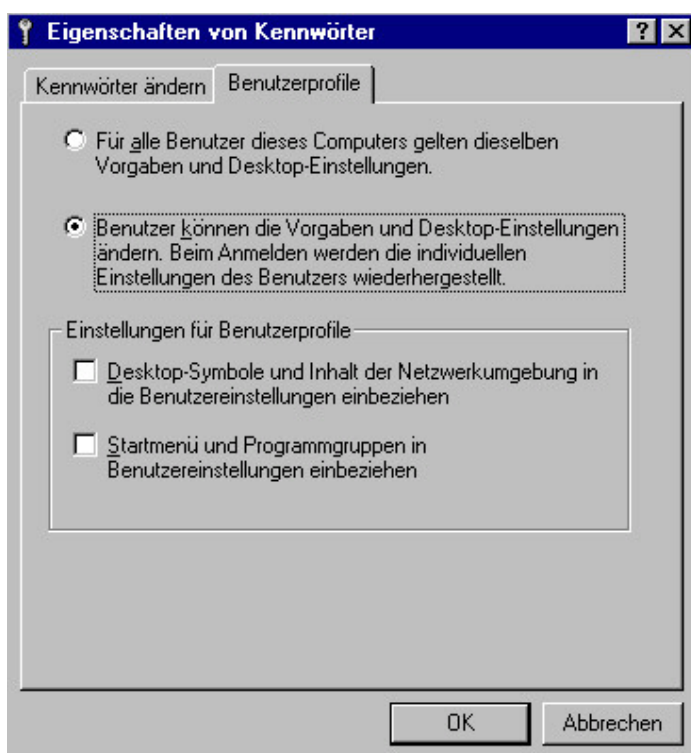 Eigenschaften von Kennwörter
Kennwörter ändern
Benutzerprofile
Für alle Benutzer dieses Computers gelten dieselben
Vorgaben und Desktop-Einstellungen.
Benutzer können die Vorgaben und Desktop-Einstellungen
ändern. Beim Anmelden werden die individuellen
Einstellungen des Benutzers wiederhergestellt.
Einstellungen für Benutzerprofile
Desktop-Symbole und Inhalt der Netzwerkumgebung in
die Benutzereinstellungen einbeziehen
Startmenü und Programmgruppen in
Benutzereinstellungen einbeziehen
OK
Abbrechen